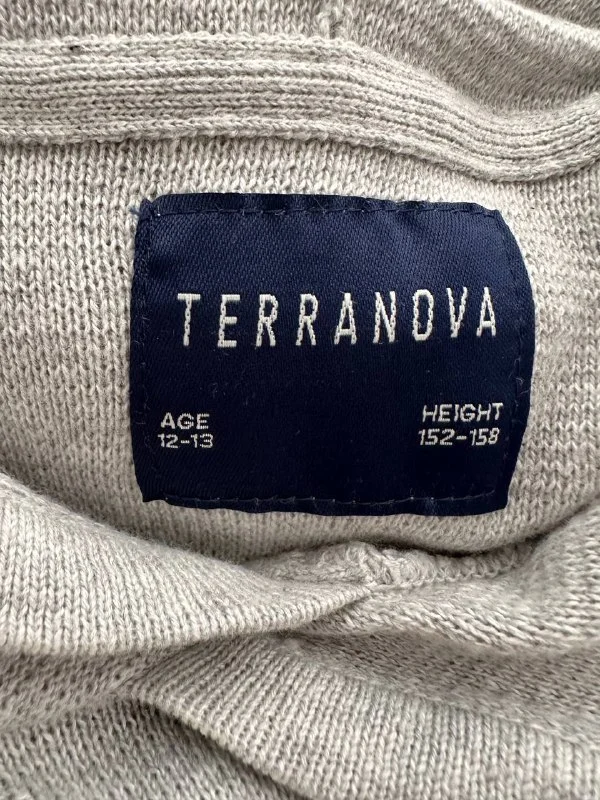 TERRANOVA
AGE
12-13
HEIGHT
152-158